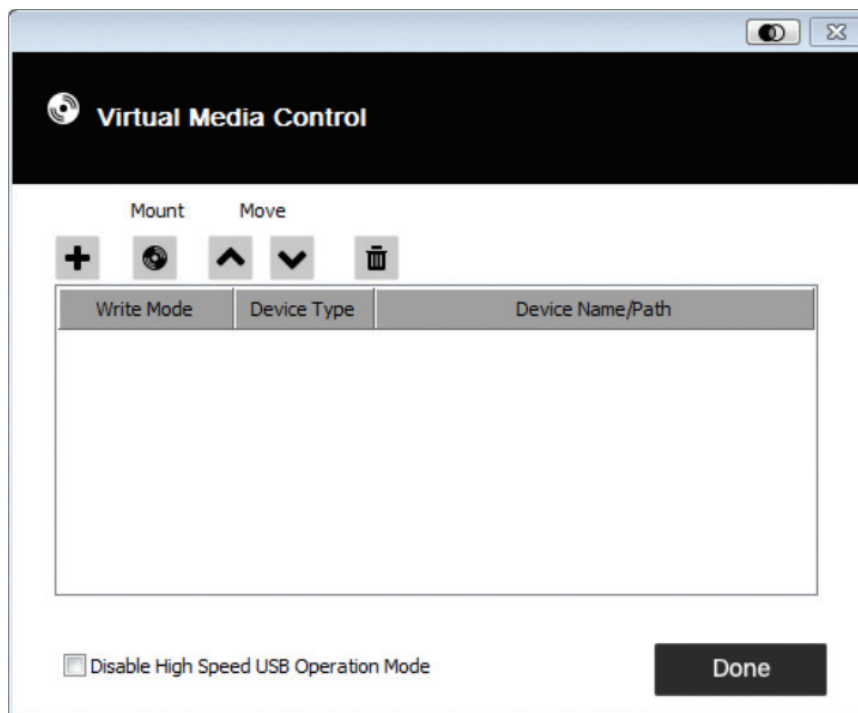 Virtual Media Control
Mount Move
Write Mode Device Type Device Name/Path
Disable High Speed USB Operation Mode
Done